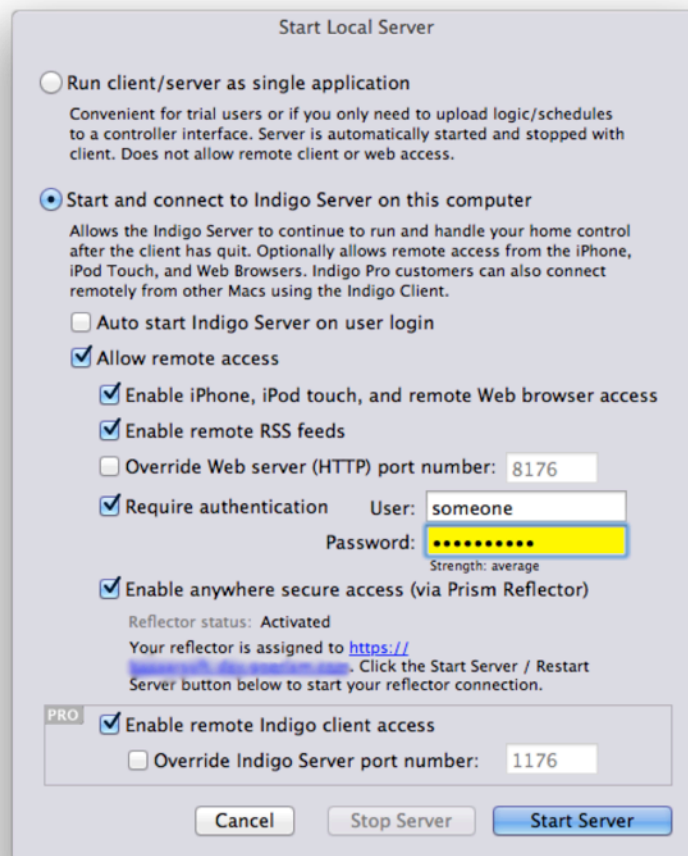 Start Local Server
Run client/server as single application
Convenient for trial users or if you only need to upload logic/schedules
to a controller interface. Server is automatically started and stopped with
client. Does not allow remote client or web access.
Start and connect to Indigo Server on this computer
Allows the Indigo Server to continue to run and handle your home control
after the client has quit. Optionally allows remote access from the iPhone,
iPod Touch, and Web Browsers. Indigo Pro customers can also connect
remotely from other Macs using the Indigo Client.
Auto start Indigo Server on user login
Allow remote access
Enable iPhone, iPod touch, and remote Web browser access
Enable remote RSS feeds
Override Web server (HTTP) port number: 8176
Require authentication User: someone
Password: ••••••••••
Strength: average
Enable anywhere secure access (via Prism Reflector)
Reflector status: Activated
Your reflector is assigned to https://
. Click the Start Server / Restart
Server button below to start your reflector connection.
PRO
Enable remote Indigo client access
Override Indigo Server port number: 1176
Cancel Stop Server Start Server